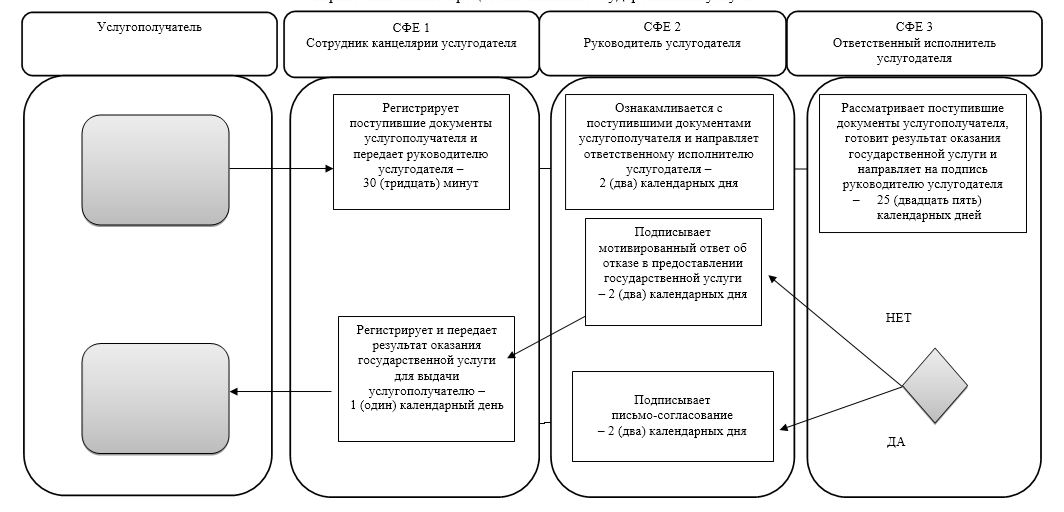 Услугополучатель
СФЕ 1
Сотрудник канцелярии услугодателя
СФЕ 2
Руководитель услугодателя
СФЕ 3
Ответственный исполнитель
услугодателя
Регистрирует
поступившие документы
услугополучателя и
передает руководителю
услугодателя –
30 (тридцать) минут
Ознакамливается с
поступившими документами
услугополучателя и направляет
ответственному исполнителю
услугодателя –
2 (два) календарных дня
Рассматривает поступившие
документы услугополучателя,
готовит результат оказания
государственной услуги и
направляет на подпись
руководителю услугодателя
– 25 (двадцать пять)
календарных дней
Подписывает
мотивированный ответ об
отказе в предоставлении
государственной услуги
– 2 (два) календарных дня
НЕТ
Регистрирует и передает
результат оказания
государственной услуги
для выдачи
услугополучателю –
1 (один) календарный день
Подписывает
письмо-согласование
– 2 (два) календарных дня
ДА